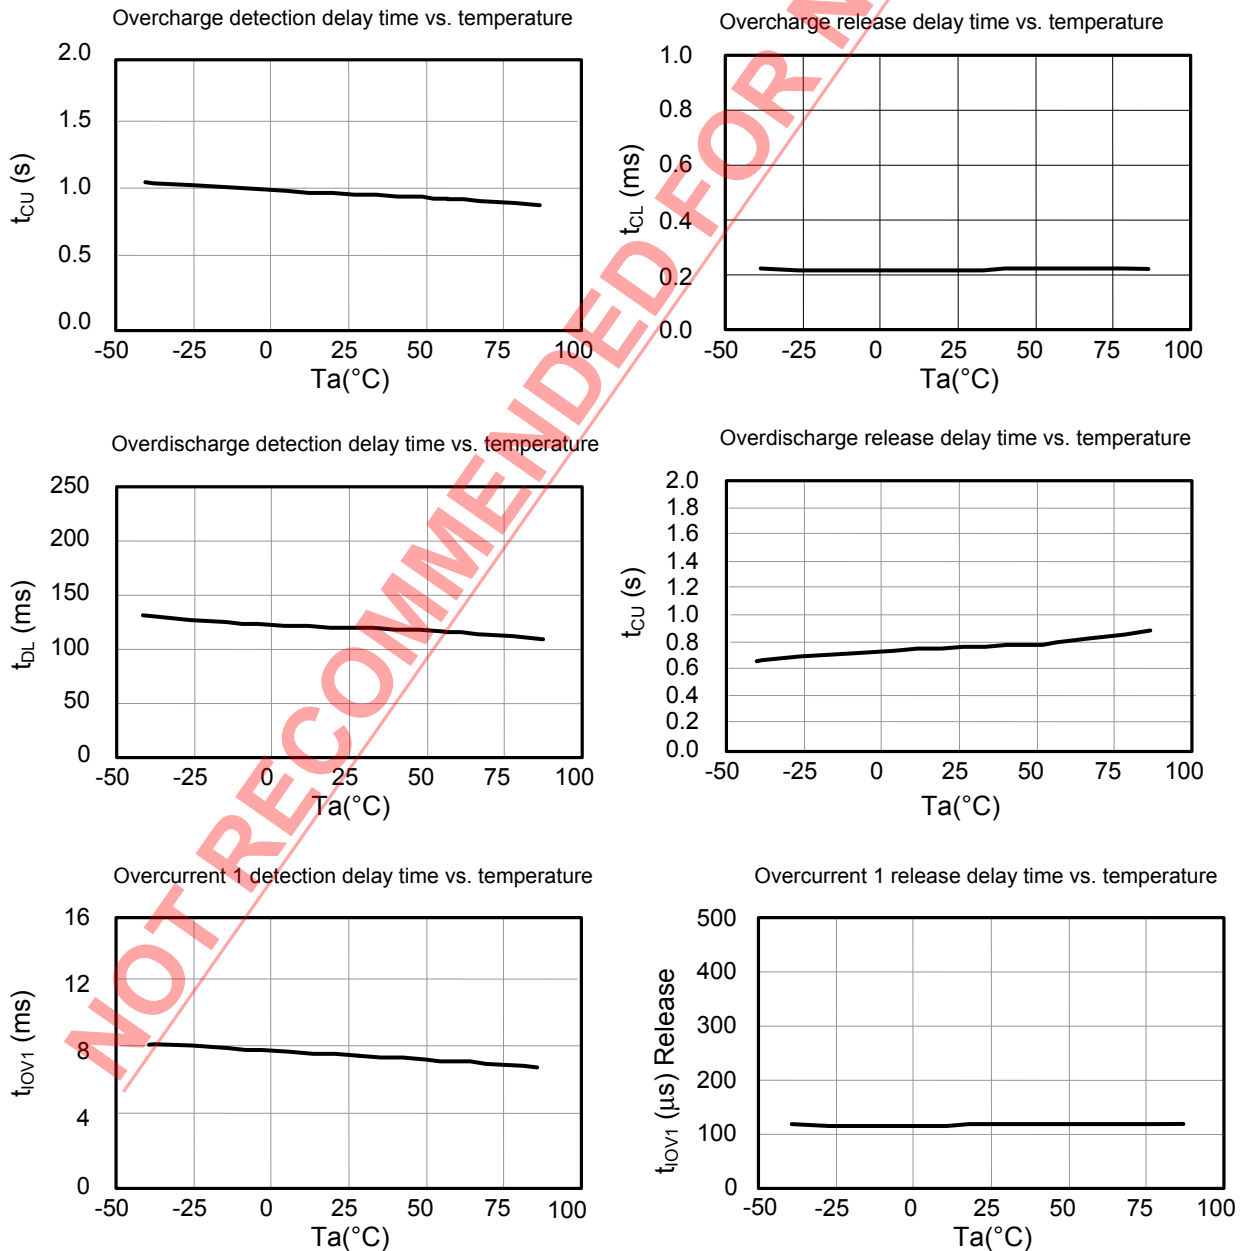 Overcharge detection delay time vs. temperature
2.0
1.5
1.0
0.5
0.0
tCU (s)
-50 -25 0 25 50 75 100
Ta(°C)
Overcharge release delay time vs. temperature
1.0
0.8
0.6
0.4
0.2
0.0
tCL (ms)
-50 -25 0 25 50 75 100
Ta(°C)
Overdischarge detection delay time vs. temperature
250
200
150
100
50
0
tDL (ms)
-50 -25 0 25 50 75 100
Ta(°C)
Overdischarge release delay time vs. temperature
2.0
1.8
1.6
1.4
1.2
1.0
0.8
0.6
0.4
0.2
0.0
tCU (s)
-50 -25 0 25 50 75 100
Ta(°C)
Overcurrent 1 detection delay time vs. temperature
16
12
8
4
0
tIOV1 (ms)
-50 -25 0 25 50 75 100
Ta(°C)
Overcurrent 1 release delay time vs. temperature
500
400
300
200
100
0
tIOV1 (μs) Release
-50 -25 0 25 50 75 100
Ta(°C)
NOT RECOMMENDED FOR